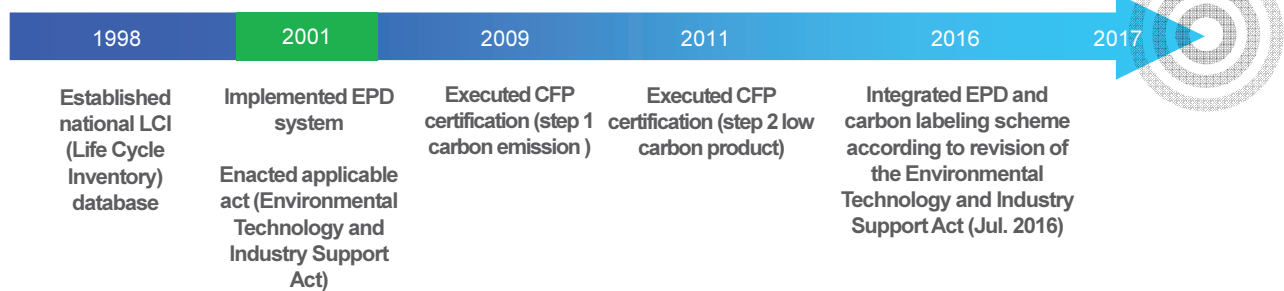 1998
2001
2009
2011
2016
2017
Established
national LCI
(Life Cycle
Inventory)
database
Implemented EPD
system
Enacted applicable
act (Environmental
Technology and
Industry Support
Act)
Executed CFP
certification (step 1
carbon emission )
Executed CFP
certification (step 2 low
carbon product)
Integrated EPD and
carbon labeling scheme
according to revision of
the Environmental
Technology and Industry
Support Act (Jul. 2016)